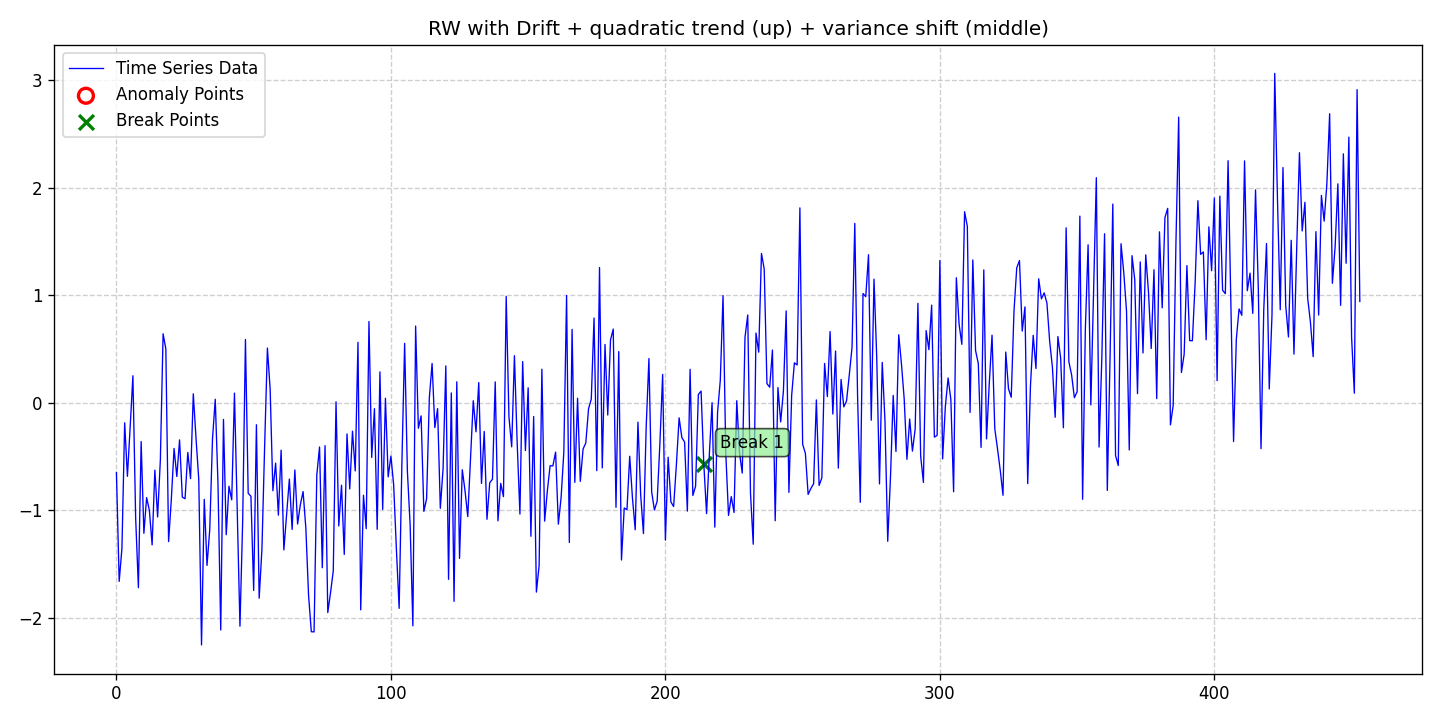 RW with Drift + quadratic trend (up) + variance shift (middle)
Time Series Data
Anomaly Points
Break Points
3
2
1
0
−1
−2
Break 1
0
100
200
300
400